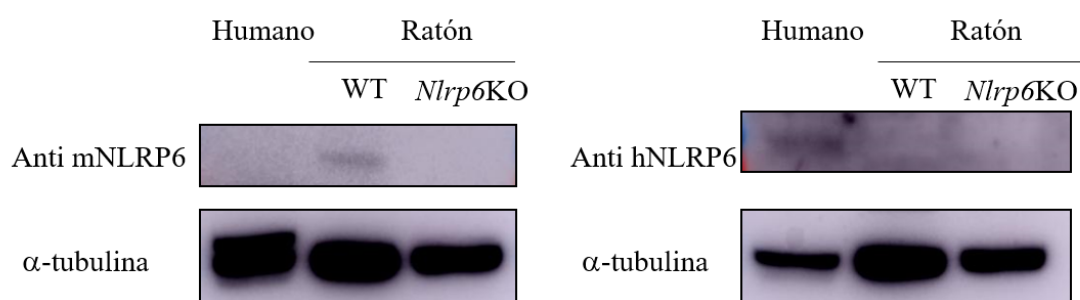 Humano Ratón
WT Nlrp6KO
Anti mNLRP6
α-tubulina
Humano Ratón
WT Nlrp6KO
Anti hNLRP6
α-tubulina